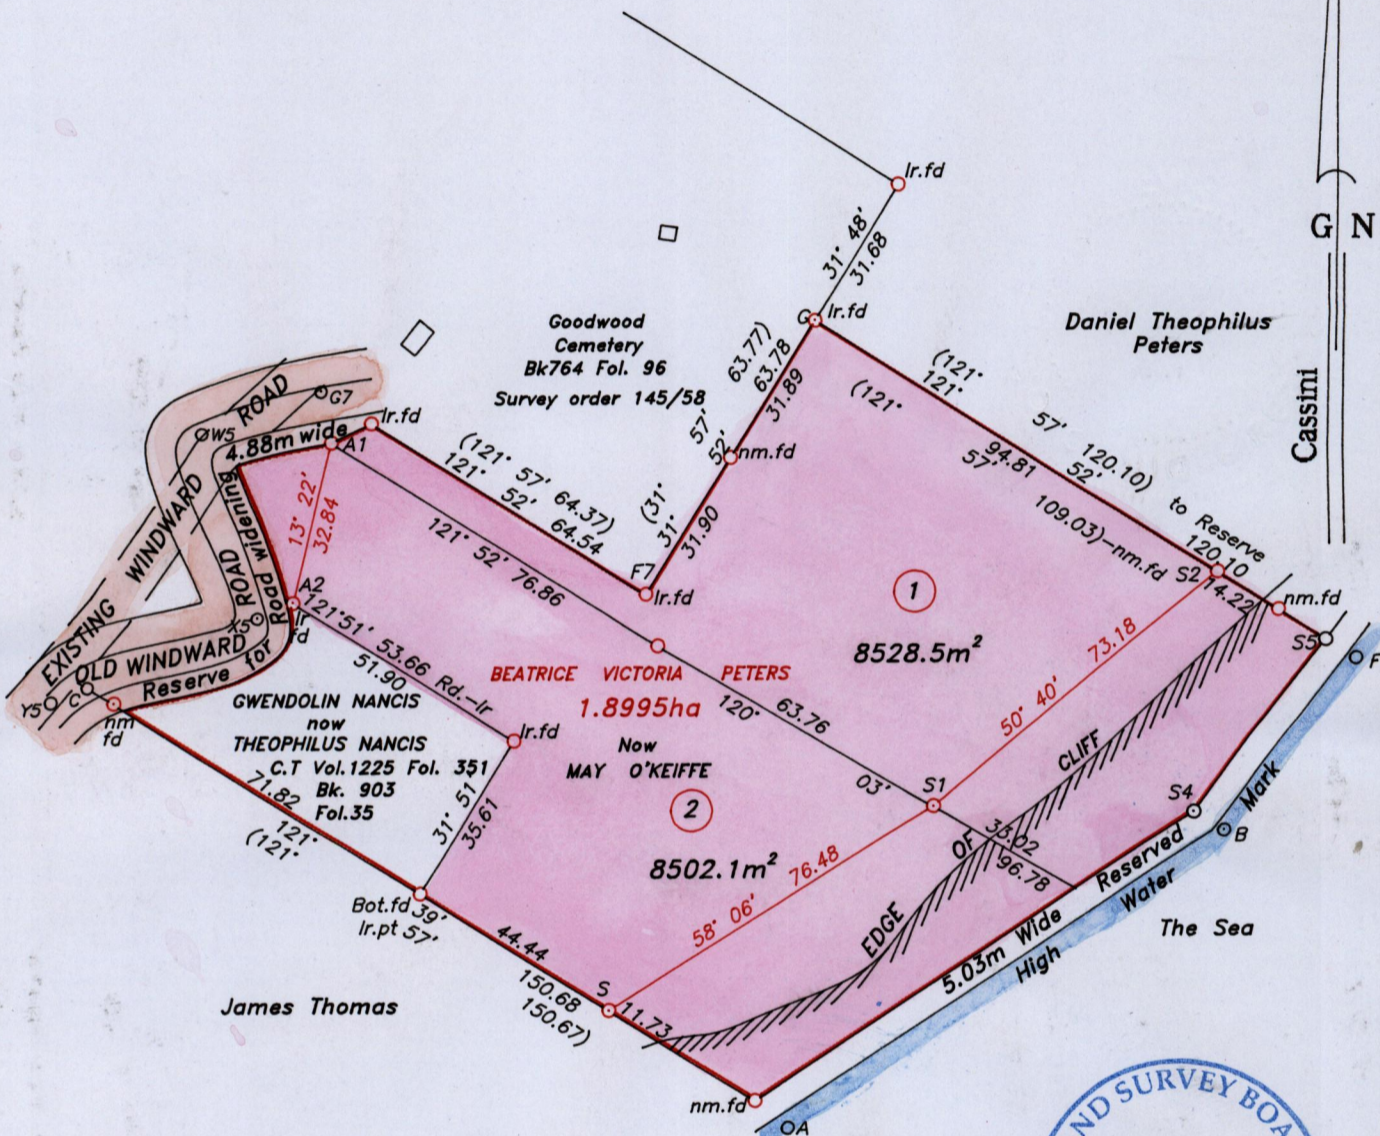 Ir.fd
31° 48'
31.68
G N
Cassini
G
Ir.fd
Goodwood
Cemetery
Bk764 Fol. 96
Survey order 145/58
Daniel Theophilus
Peters
63.77)
63.78
31.89
57'
52'
nm.fd
(31°
31°
31.90
(121°
121°
(121°
57' 120.10) to Reserve
94.81 52' 120.10
57' 109.03)-nm.fd
S2
14.22
nm.fd
S5
F
EXISTING WINDWARD ROAD
G7
W5
4.88m wide
Ir.fd
A1
Road widening
ROAD
13° 22'
32.84
(121° 57' 64.37)
121° 52' 64.54
121° 52' 76.86
F7
Ir.fd
A2
Ir
fd
X5
OLD WINDWARD
Reserve for
Y5
C
nm
fd
121°51' 53.66 Rd.-Ir
51.90
Ir.fd
1
8528.5m²
BEATRICE VICTORIA PETERS
1.8995ha
Now
MAY O'KEIFFE
120° 63.76
03'
73.18
50° 40'
GWENDOLIN NANCIS
now
THEOPHILUS NANCIS
C.T Vol.1225 Fol. 351
Bk. 903
Fol.35
71.82
121°
(121°
31° 51'
35.61
2
8502.1m²
S1
35.02
96.78
EDGE OF CLIFF
S4
B
58° 06' 76.48
Bot.fd 39'
Ir.pt 57'
44.44
150.68
150.67)
S
11.73
5.03m Wide Reserved
High Water Mark
The Sea
James Thomas
nm.fd
A
ND SURVEY BOA